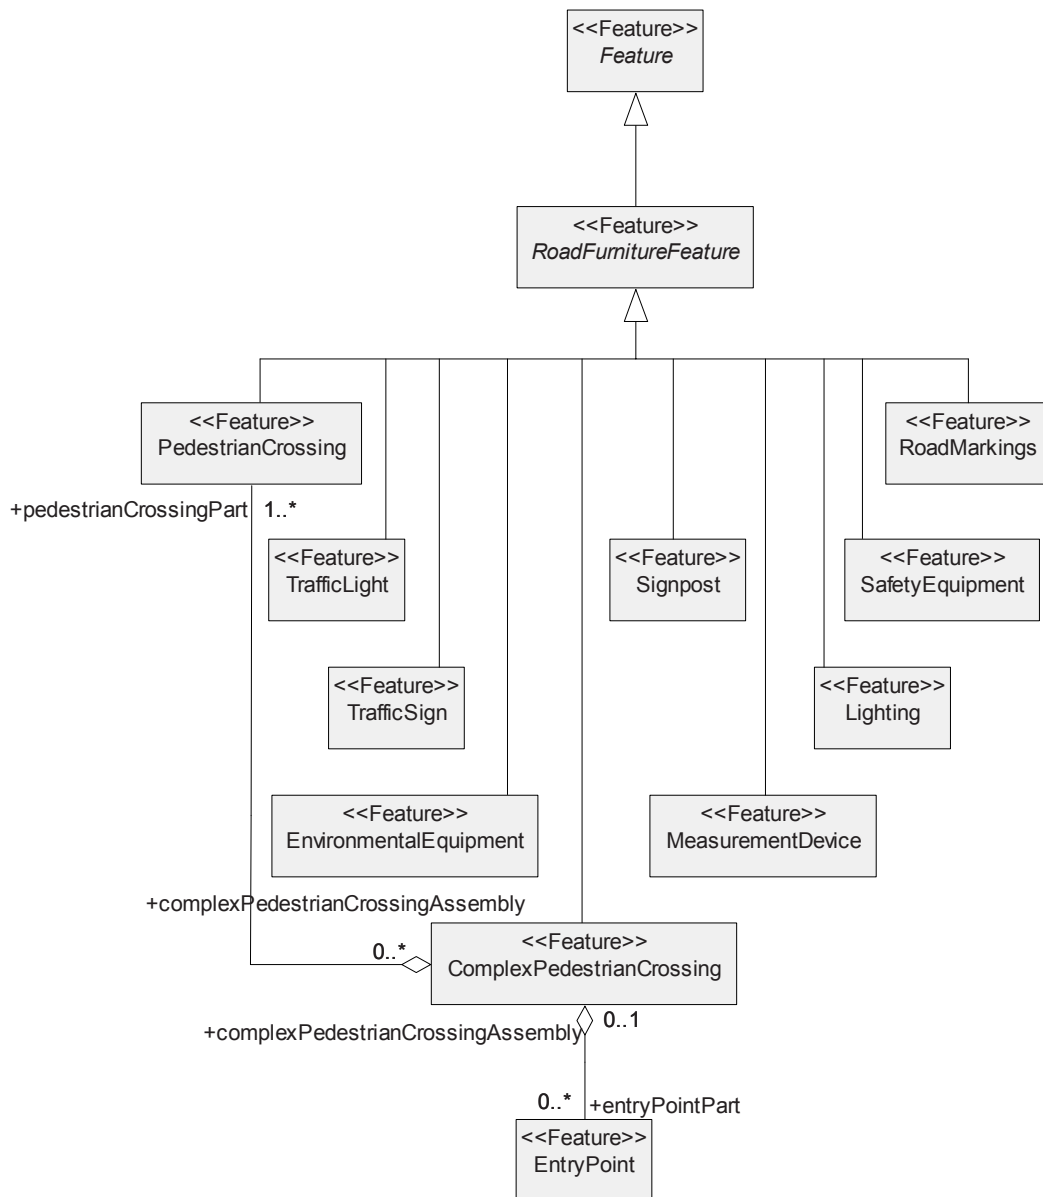 <<Feature>>
Feature
<<Feature>>
RoadFurnitureFeature
<<Feature>>
PedestrianCrossing
<<Feature>>
RoadMarkings
+pedestrianCrossingPart
1..*
<<Feature>>
TrafficLight
<<Feature>>
Signpost
<<Feature>>
SafetyEquipment
<<Feature>>
TrafficSign
<<Feature>>
Lighting
<<Feature>>
EnvironmentalEquipment
<<Feature>>
MeasurementDevice
+complexPedestrianCrossingAssembly
0..*
<<Feature>>
ComplexPedestrianCrossing
+complexPedestrianCrossingAssembly
0..1
0..*
+entryPointPart
<<Feature>>
EntryPoint